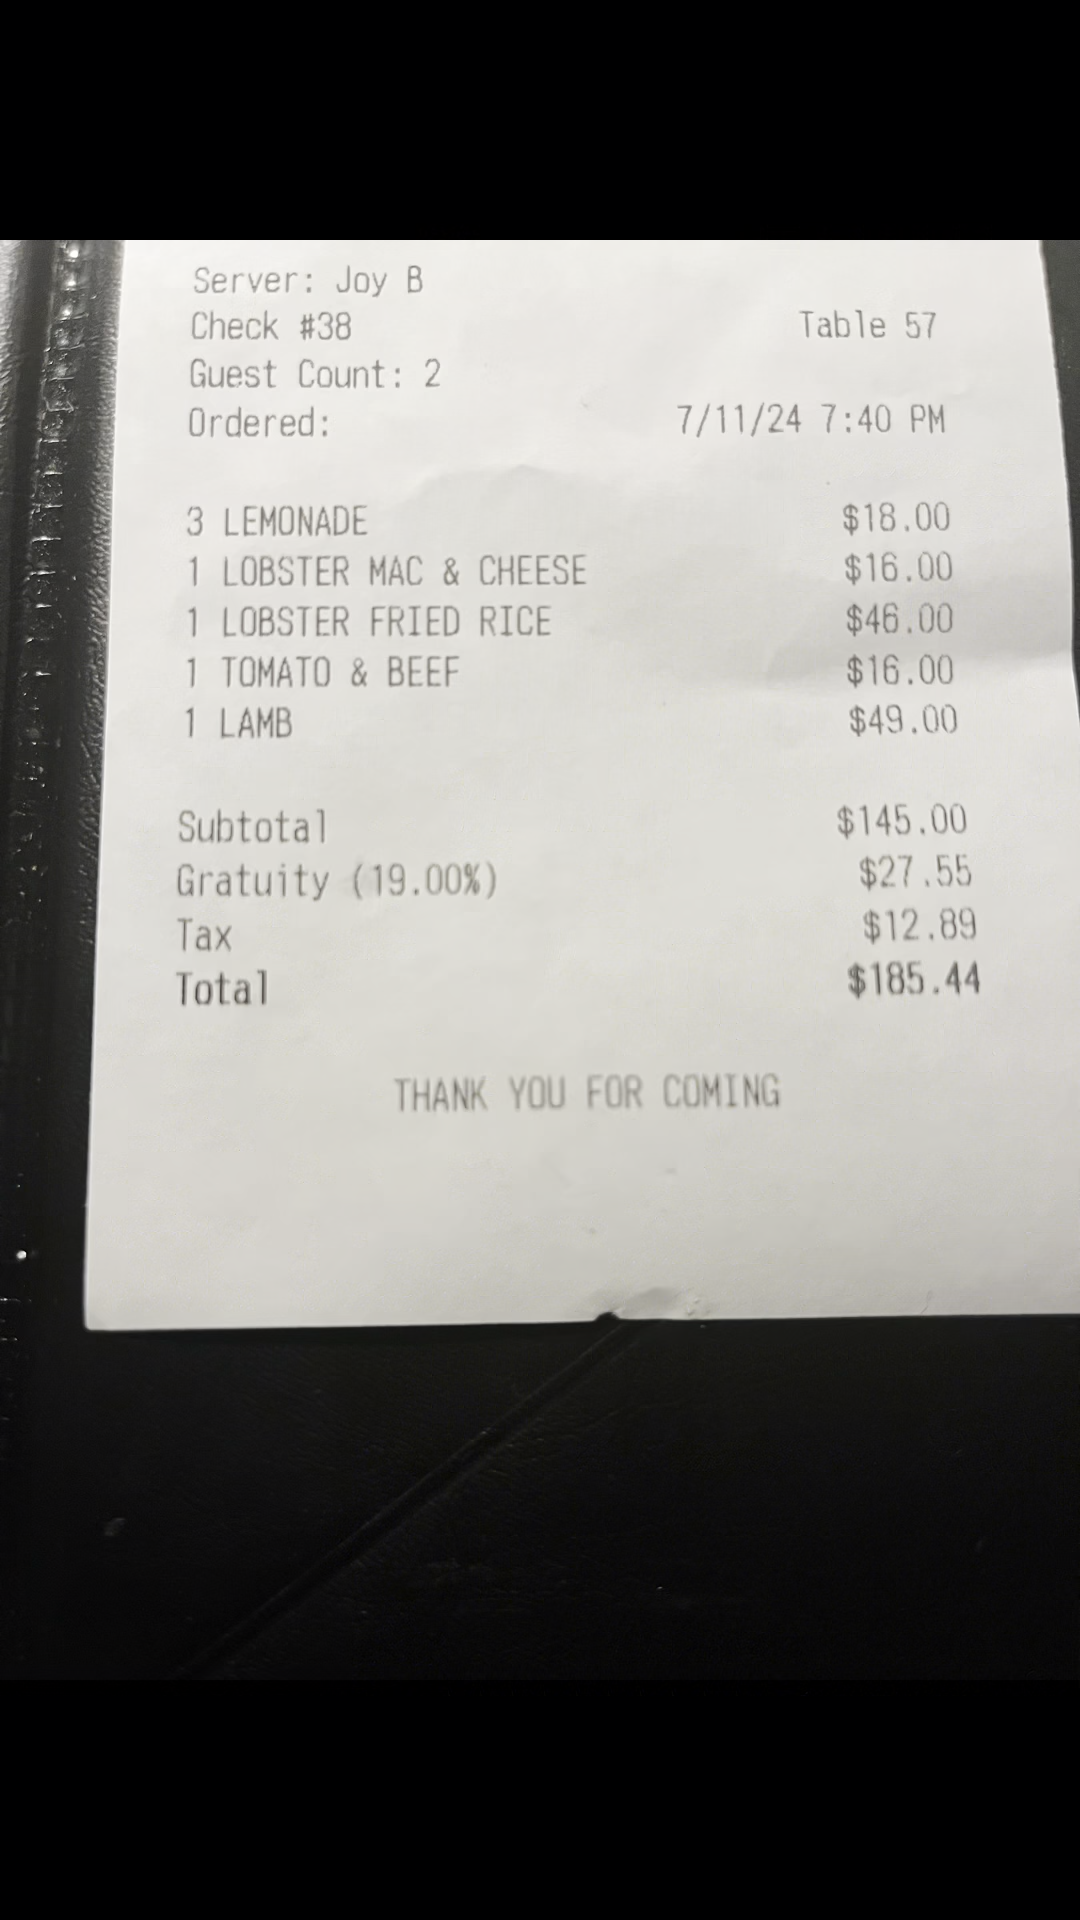 Server: Joy B
Check #38 Table 57
Guest Count: 2
Ordered: 7/11/24 7:40 PM
3 LEMONADE $18.00
1 LOBSTER MAC & CHEESE $16.00
1 LOBSTER FRIED RICE $46.00
1 TOMATO & BEEF $16.00
1 LAMB $49.00
Subtotal $145.00
Gratuity (19.00%) $27.55
Tax $12.89
Total $185.44
THANK YOU FOR COMING